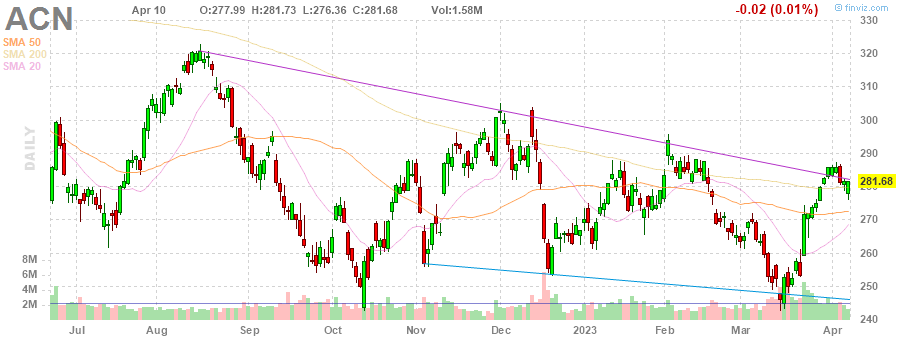 ACN
Apr 10 O:277.99 H:281.73 L:276.36 C:281.68 Vol:1.58M
-0.02 (0.01%)
© finviz.com
SMA 50
SMA 200
SMA 20
DAILY
330
320
310
300
290
281.68
280
270
260
250
240
8M
6M
4M
2M
Jul Aug Sep Oct Nov Dec 2023 Feb Mar Apr